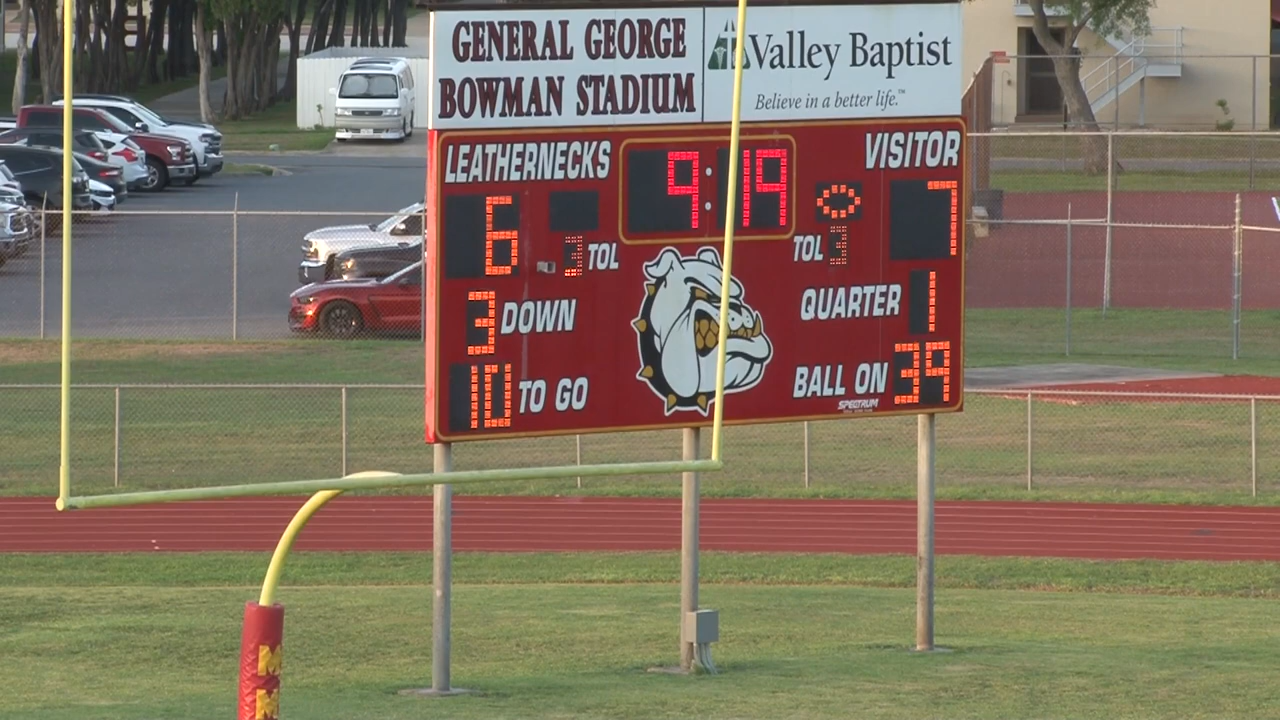 GENERAL GEORGE
BOWMAN STADIUM
Valley Baptist
Believe in a better life.™
LEATHERNECKS
9:19
VISITOR
6
7
3 TOL
TOL 3
3 DOWN
QUARTER 1
10 TO GO
BALL ON 39
SPECTRUM